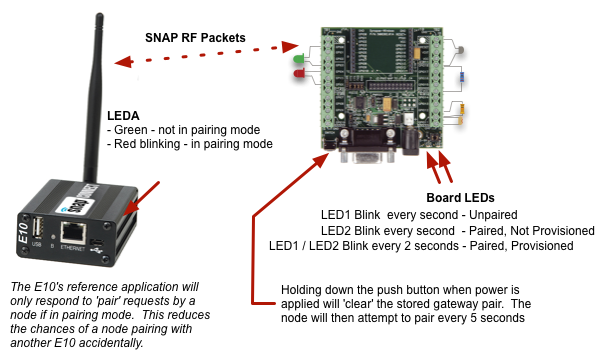 SNAP RF Packets
LEDA
- Green - not in pairing mode
- Red blinking - in pairing mode
snap
E10
USB
ETHERNET
Board LEDs
LED1 Blink every second - Unpaired
LED2 Blink every second - Paired, Not Provisioned
LED1 / LED2 Blink every 2 seconds - Paired, Provisioned
The E10's reference application will
only respond to 'pair' requests by a
node if in pairing mode. This reduces
the chances of a node pairing with
another E10 accidentally.
Holding down the push button when power is
applied will 'clear' the stored gateway pair. The
node will then attempt to pair every 5 seconds